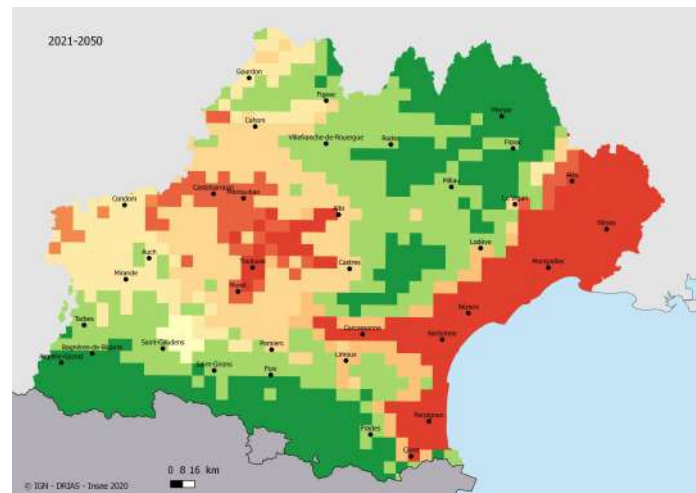 2021-2050
Gourdon
Figeac
Cahors
Mende
Villefranche-de-Rouergue
Rodez
Florac
Alès
Castelsarrasin
Montauban
Millau
Le Vigan
Condom
Albi
Nîmes
Lodève
Auch
Toulouse
Castres
Montpellier
Mirande
Muret
Béziers
Tarbes
Carcassonne
Narbonne
Saint-Gaudens
Pamiers
Bagnères-de-Bigorre
Argelès-Gazost
Limoux
Saint-Girons
Foix
Perpignan
Prades
Céret
0 8 16 km
© IGN - DRIAS - Insee 2020